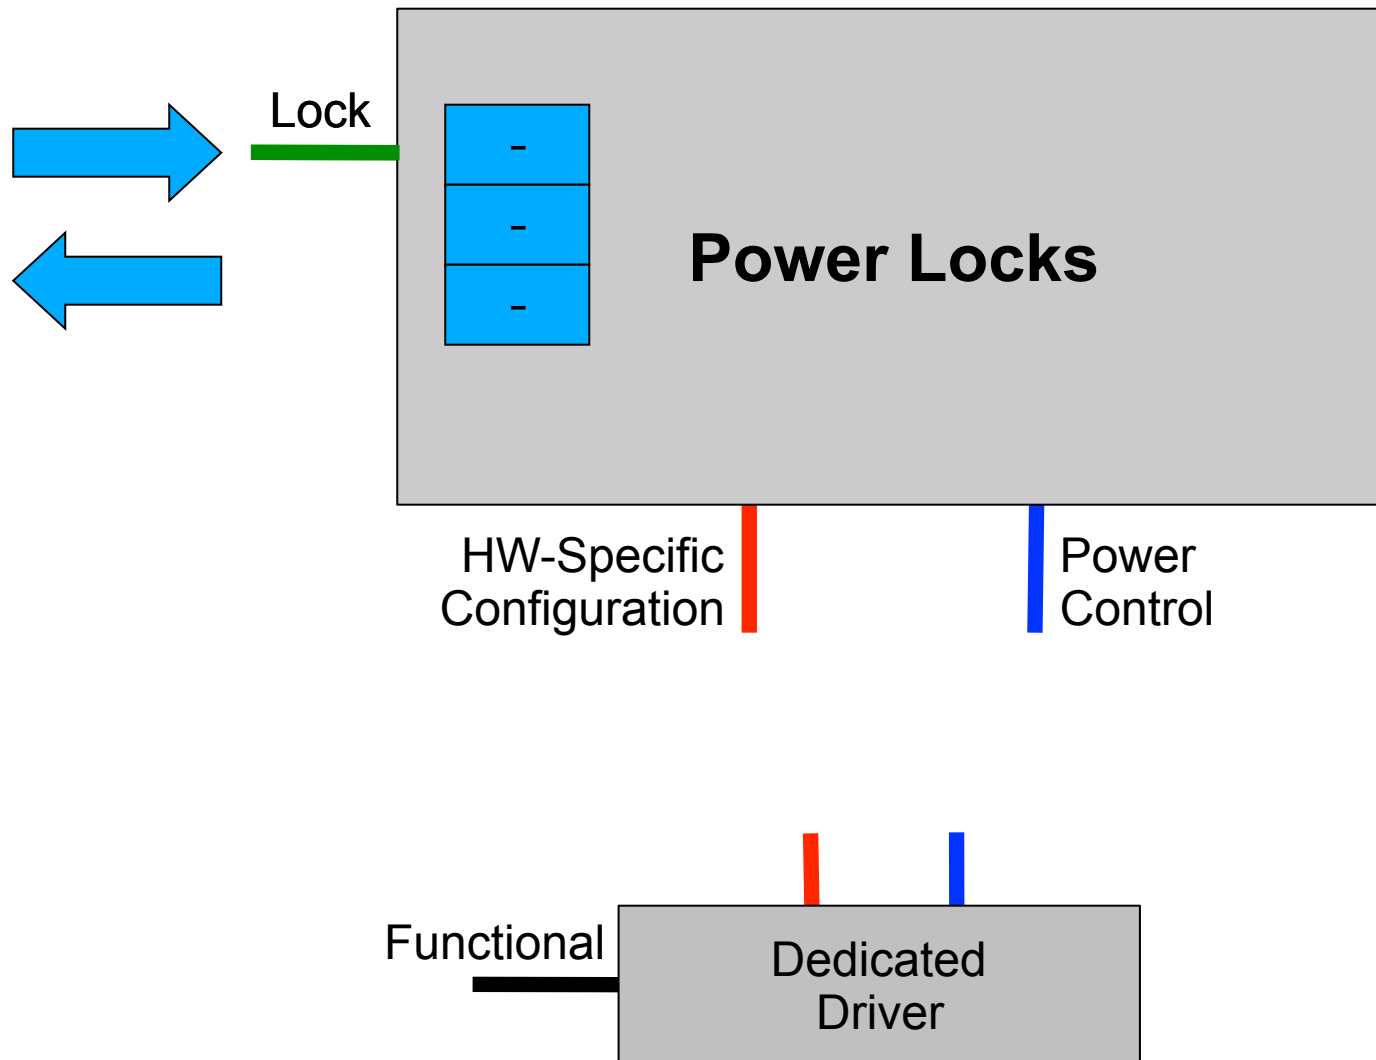 Lock
-
-
-
Power Locks
HW-Specific
Configuration
Power
Control
Functional
Dedicated
Driver